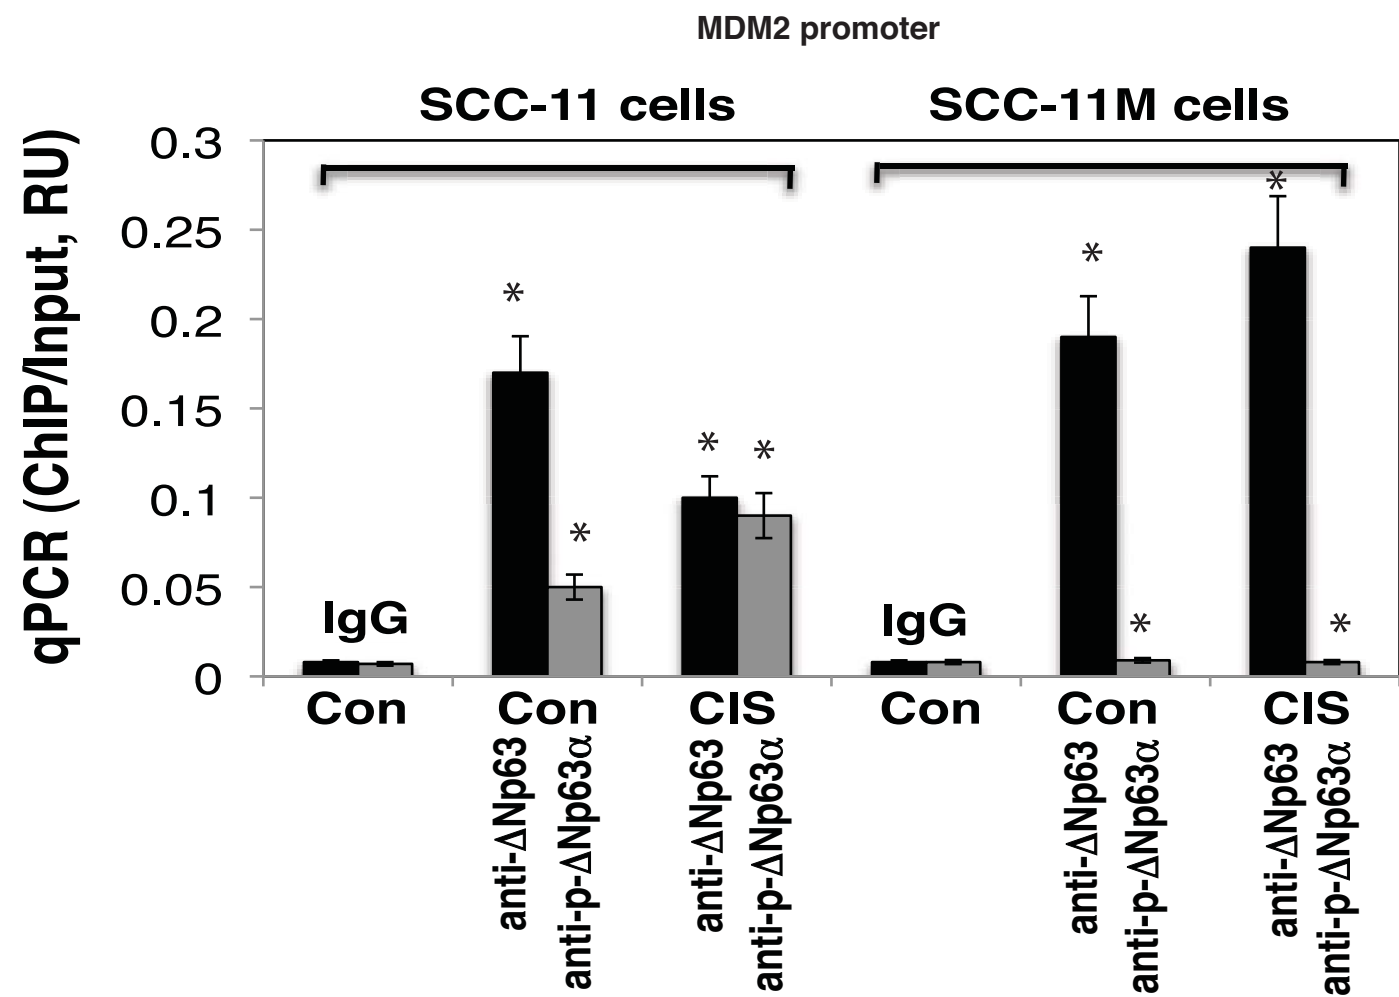 MDM2 promoter
SCC-11 cells SCC-11M cells
qPCR (ChIP/Input, RU)
0.3
0.25
0.2
0.15
0.1
0.05
0
* * * * * * * *
IgG IgG
Con Con CIS Con Con CIS
anti-ΔNp63
anti-p-ΔNp63α
anti-ΔNp63
anti-p-ΔNp63α
anti-ΔNp63
anti-p-ΔNp63α
anti-ΔNp63
anti-p-ΔNp63α